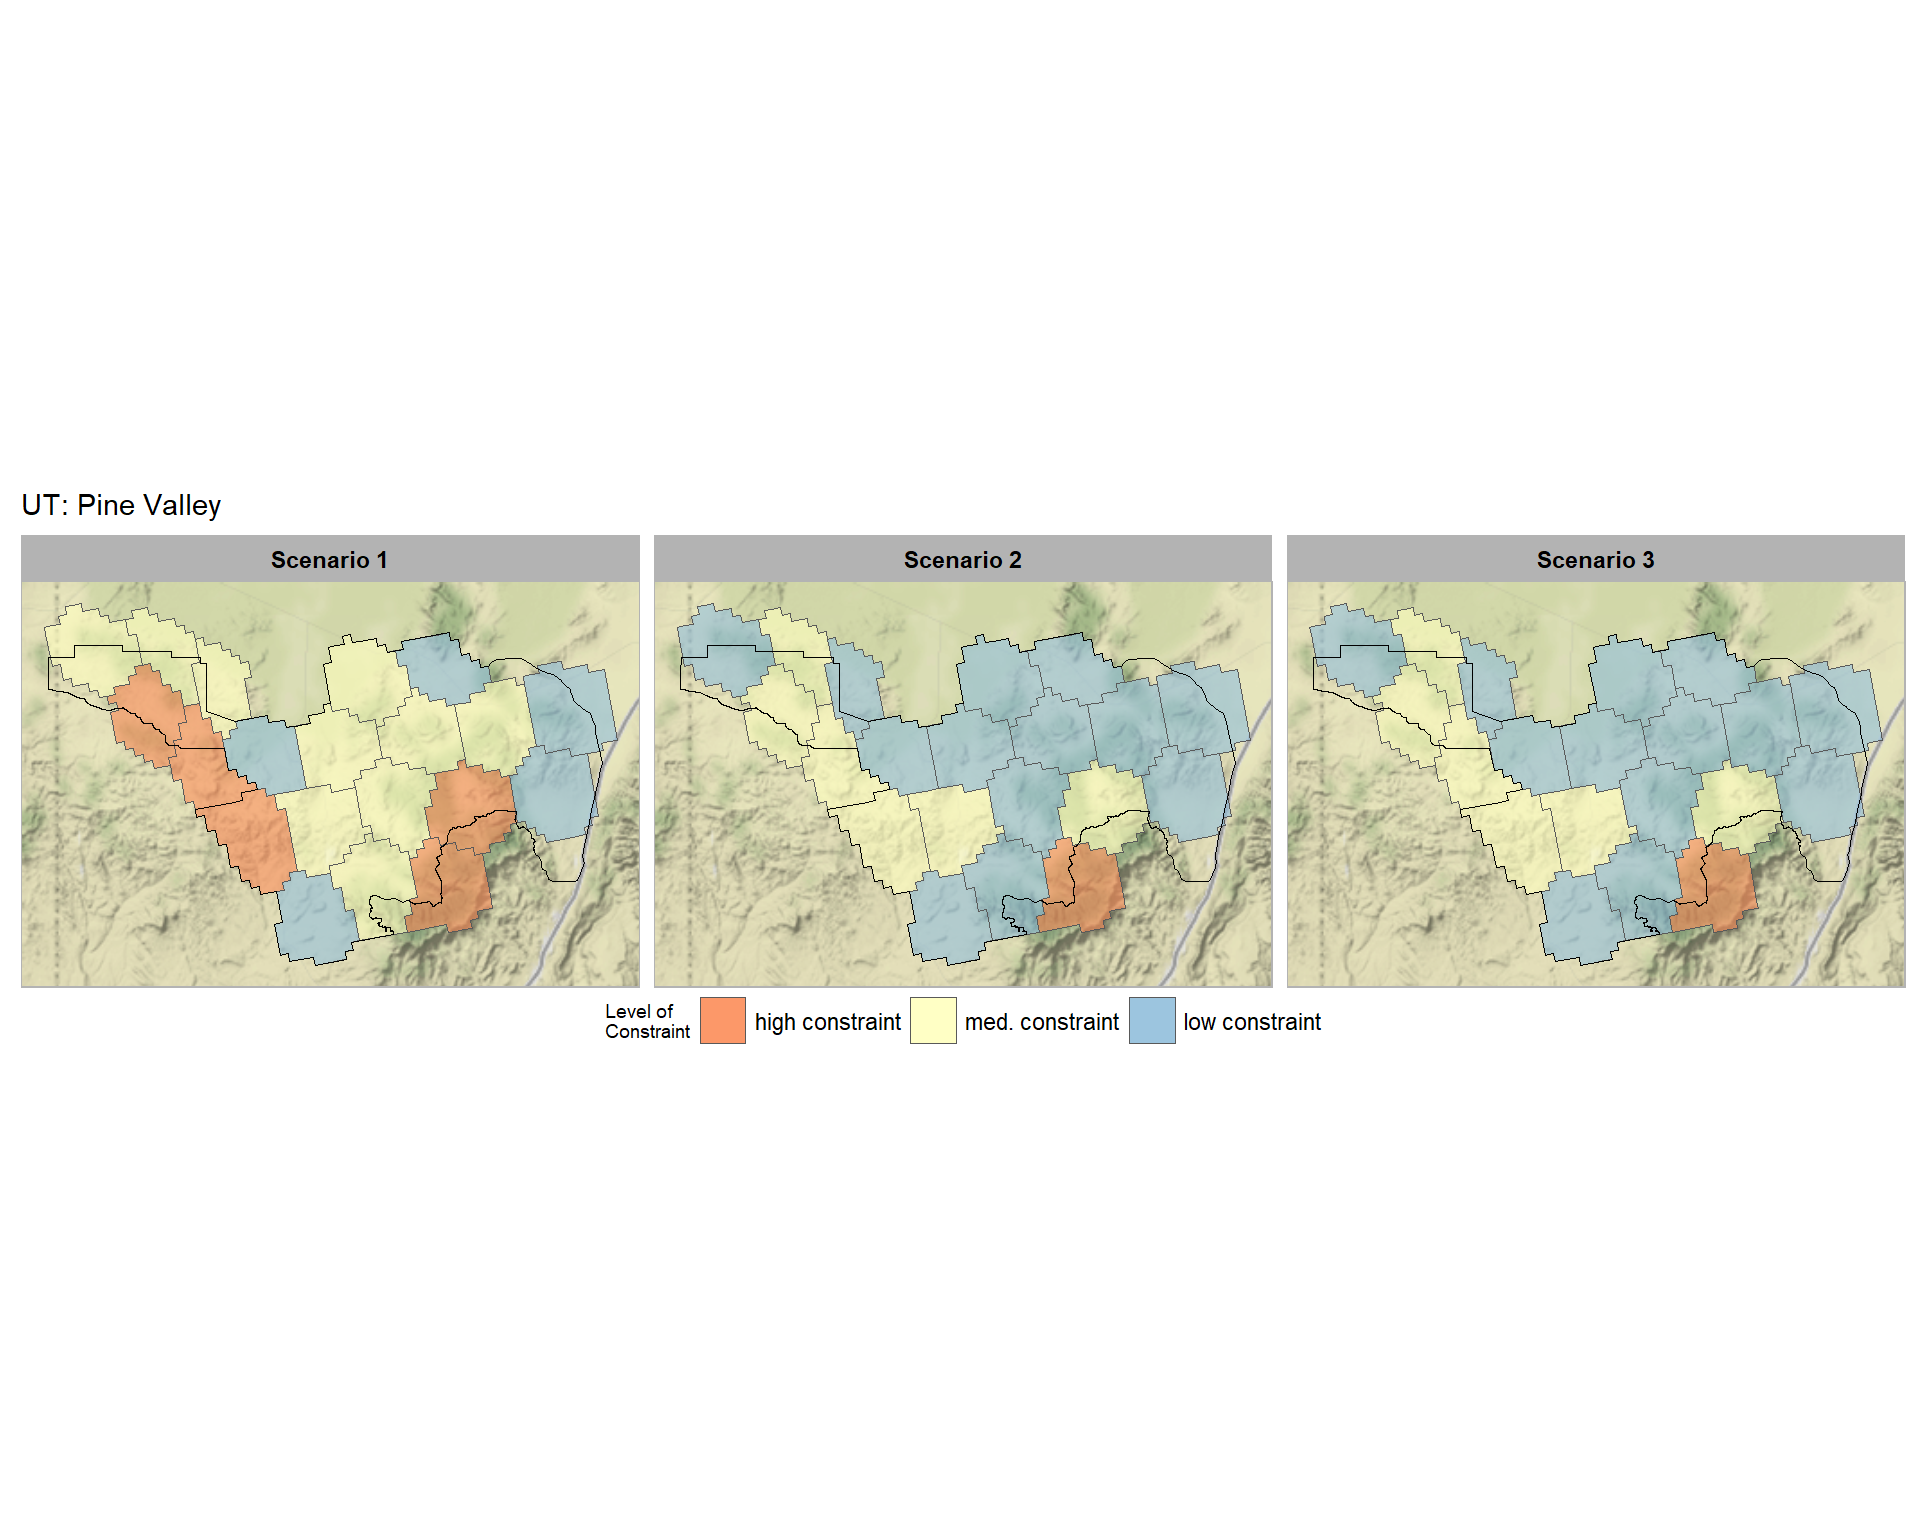 UT: Pine Valley
Scenario 1
Scenario 2
Scenario 3
Level of
Constraint
high constraint
med. constraint
low constraint